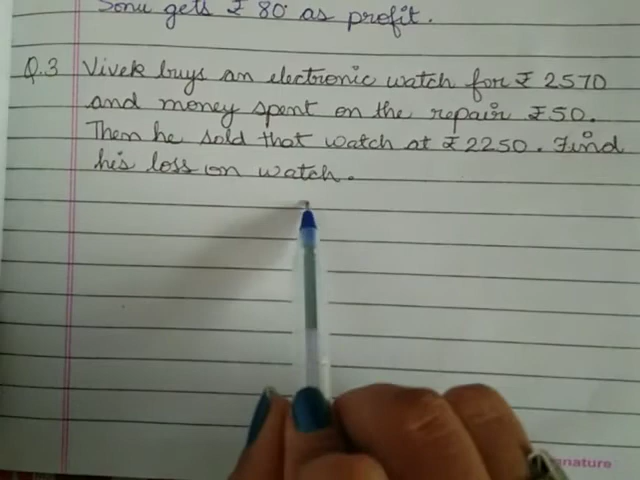 Sonu gets ₹ 80 as profit.
Q.3 Vivek buys an electronic watch for ₹ 2570
and money spent on the repair ₹50.
Then he sold that watch at ₹2250. Find
his loss on watch.